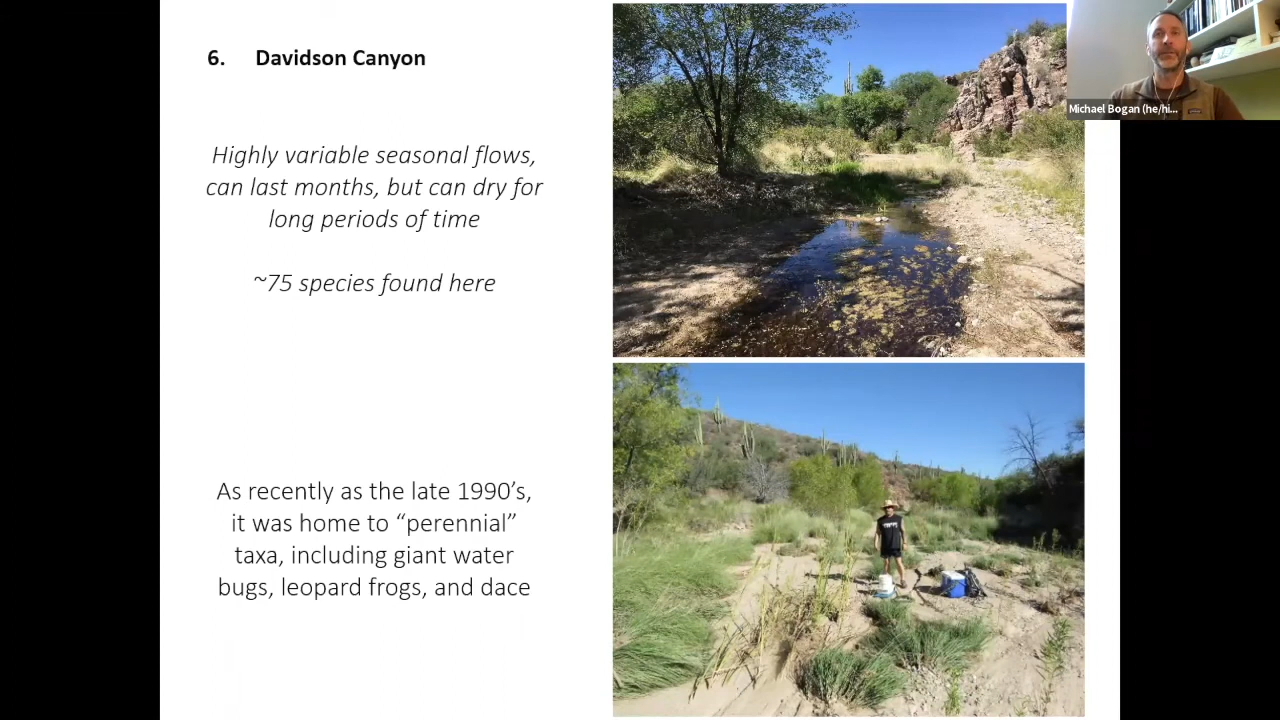 6. Davidson Canyon
Highly variable seasonal flows,
can last months, but can dry for
long periods of time
~75 species found here
As recently as the late 1990’s,
it was home to “perennial”
taxa, including giant water
bugs, leopard frogs, and dace
Michael Bogan (he/hi...